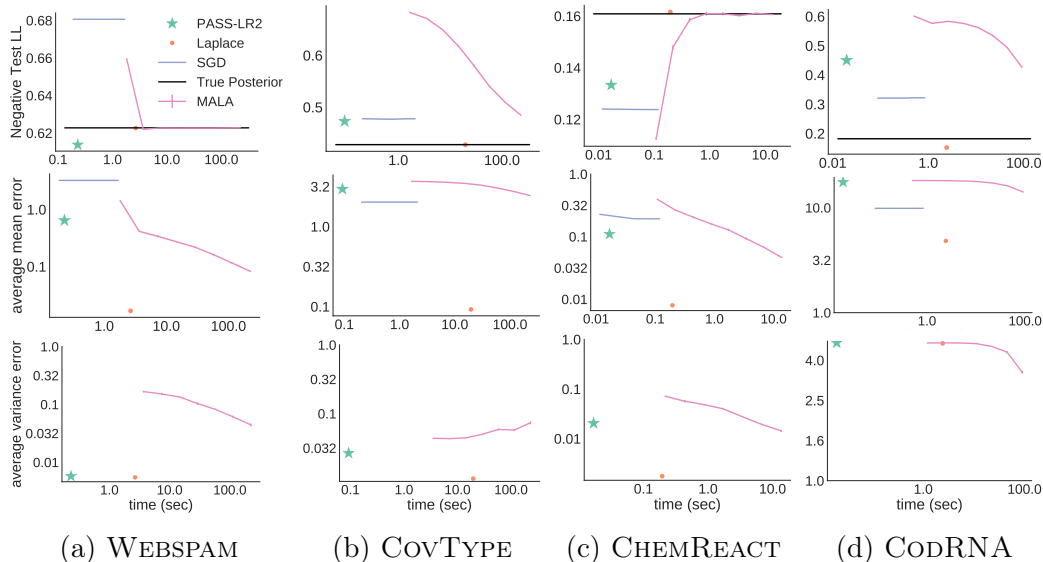 Negative Test LL
0.68
0.66
0.64
0.62
0.1 1.0 10.0 100.0
PASS-LR2
Laplace
SGD
True Posterior
MALA
0.6
0.5
1.0 10.0 100.0
0.16
0.14
0.12
0.01 0.1 1.0 10.0
0.6
0.5
0.4
0.3
0.2
0.01 0.1 1.0 10.0 100.0
average mean error
1.0
0.1
1.0 10.0 100.0
3.2
1.0
0.32
0.1
0.1 1.0 10.0 100.0
1.0
0.32
0.1
0.032
0.01
0.01 0.1 1.0 10.0
10.0
3.2
1.0
1.0 100.0
average variance error
1.0
0.32
0.1
0.032
0.01
1.0 10.0 100.0
time (sec)
1.0
0.32
0.1
0.032
0.1 1.0 10.0 100.0
time (sec)
1.0
0.1
0.01
0.1 1.0 10.0
time (sec)
4.0
2.5
1.6
1.0
1.0 100.0
time (sec)
(a) WEBSPAM (b) COVTYPE (c) CHEMREACT (d) CODRNA